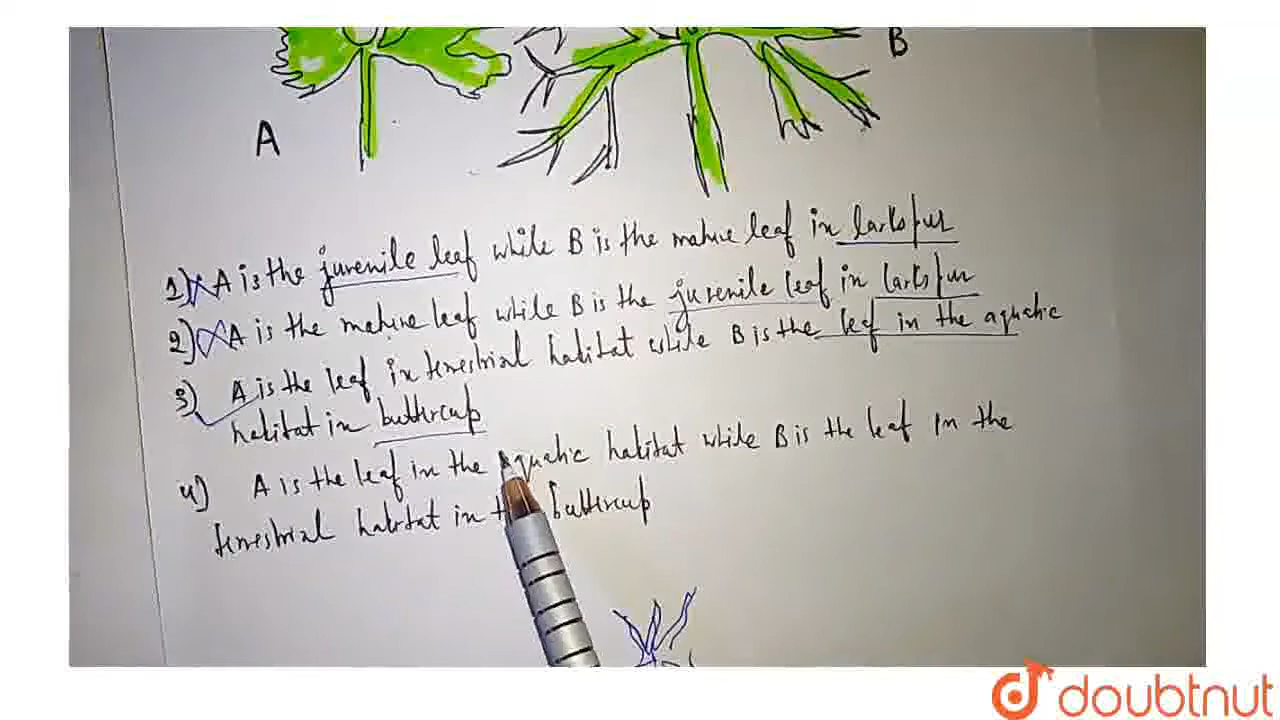 B
A
1) A is the juvenile leaf while B is the mature leaf in larkspur
2) A is the mature leaf while B is the juvenile leaf in larkspur
3) A is the leaf in terrestrial habitat while B is the leaf in the aquatic
habitat in buttercup
4) A is the leaf in the aquatic habitat while B is the leaf in the
terrestrial habitat in buttercup
doubtnut